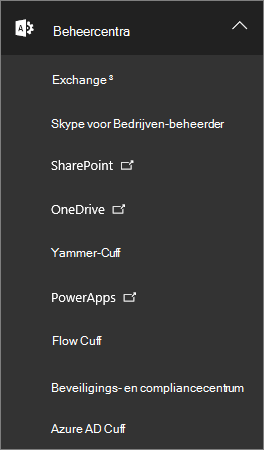 Beheercentra
Exchange ³
Skype voor Bedrijven-beheerder
SharePoint
OneDrive
Yammer-Cuff
PowerApps
Flow Cuff
Beveiligings- en compliancecentrum
Azure AD Cuff